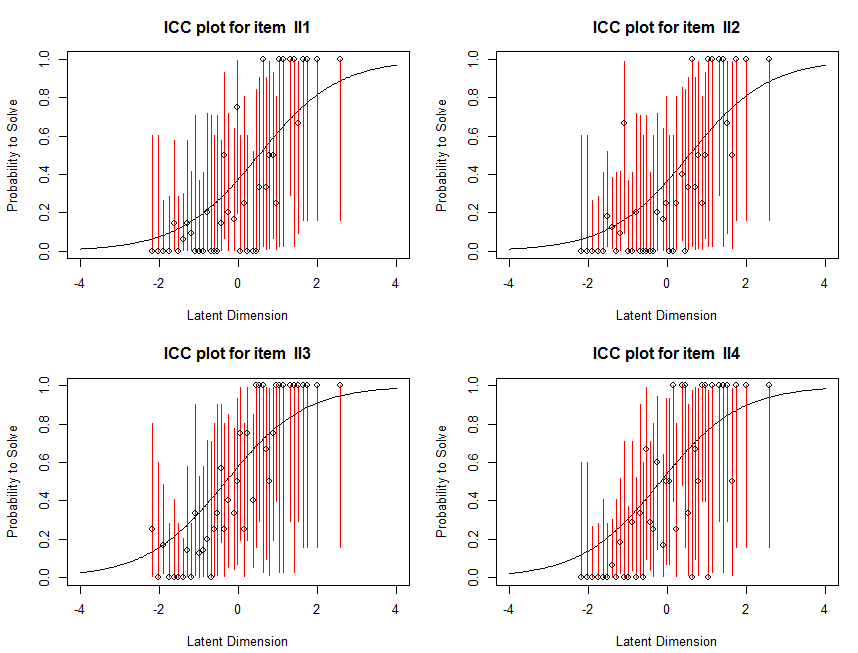 ICC plot for item II1
Probability to Solve
0.0 0.2 0.4 0.6 0.8 1.0
-4 -2 0 2 4
Latent Dimension
ICC plot for item II2
Probability to Solve
0.0 0.2 0.4 0.6 0.8 1.0
-4 -2 0 2 4
Latent Dimension
ICC plot for item II3
Probability to Solve
0.0 0.2 0.4 0.6 0.8 1.0
-4 -2 0 2 4
Latent Dimension
ICC plot for item II4
Probability to Solve
0.0 0.2 0.4 0.6 0.8 1.0
-4 -2 0 2 4
Latent Dimension